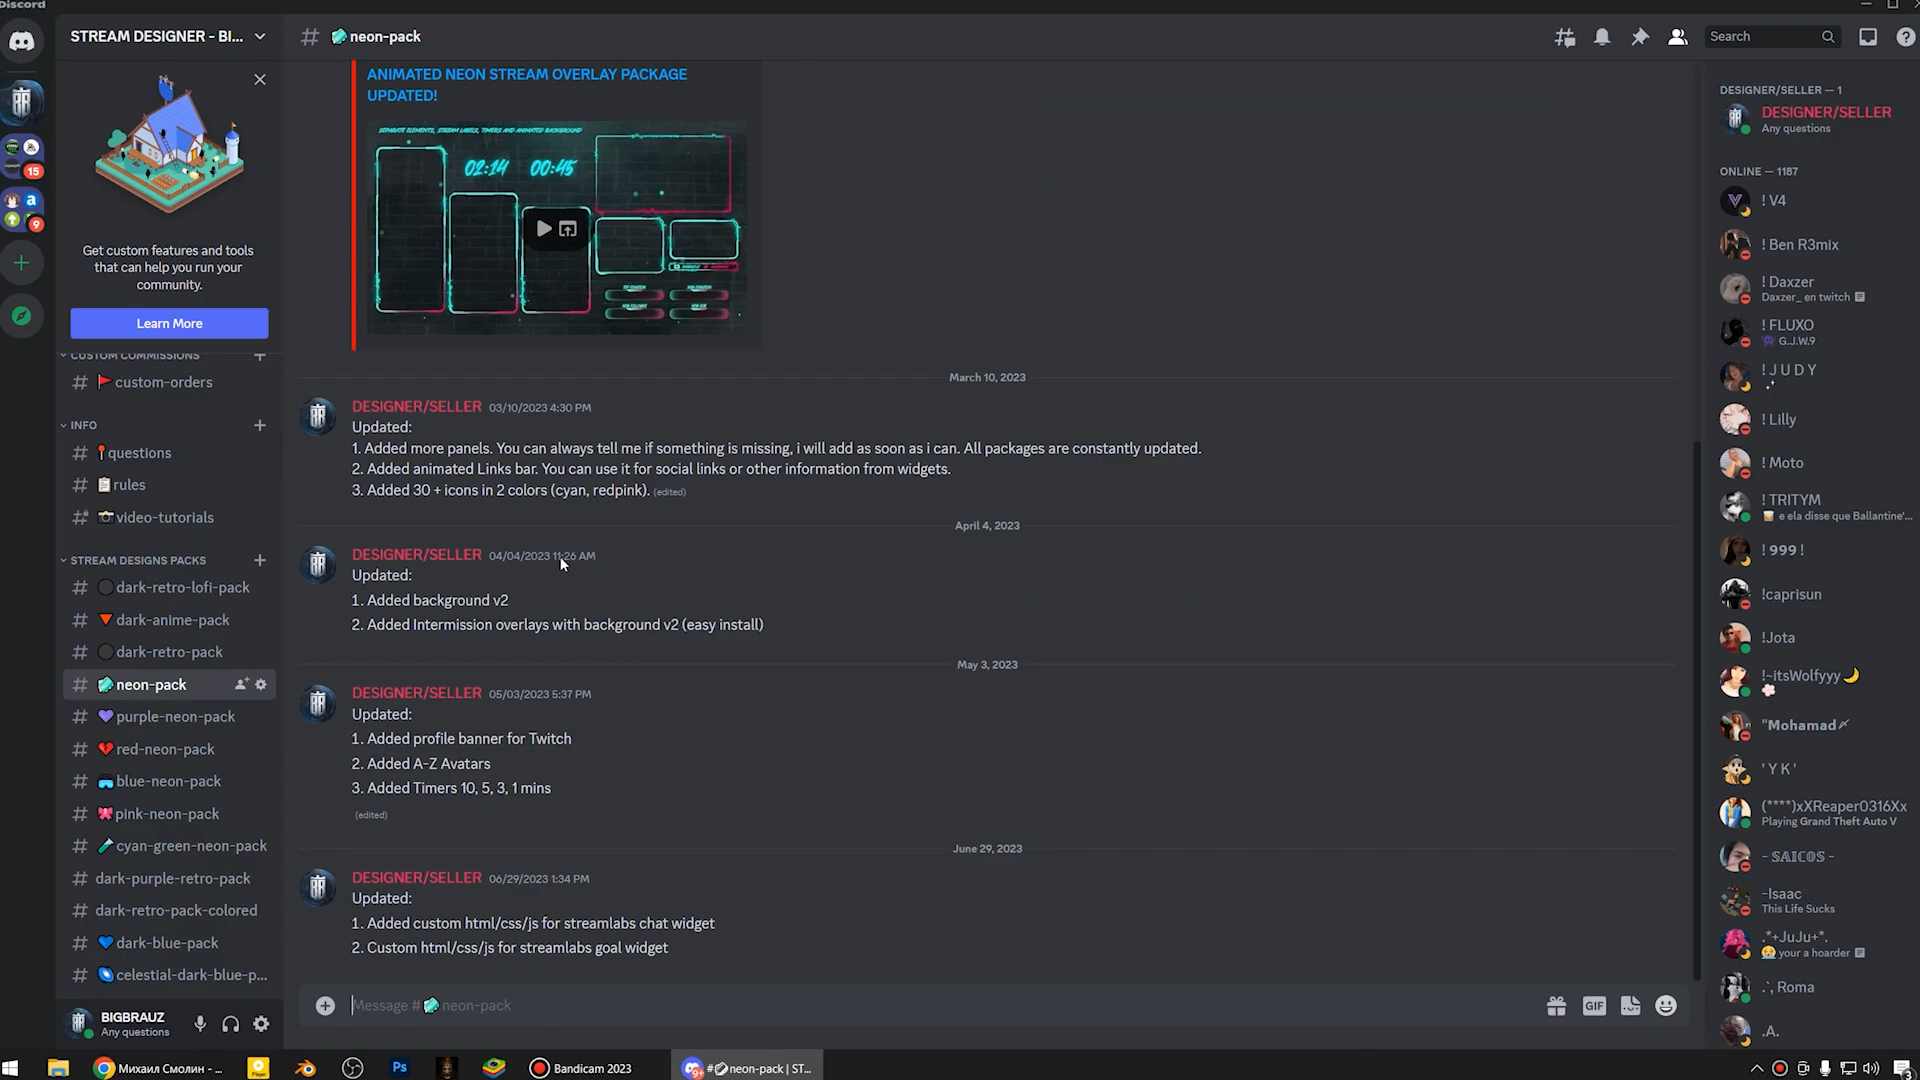 Discord
STREAM DESIGNER - BI...
Get custom features and tools
that can help you run your
community.
Learn More
CUSTOM COMMISSIONS
custom-orders
INFO
questions
rules
video-tutorials
STREAM DESIGNS PACKS
dark-retro-lofi-pack
dark-anime-pack
dark-retro-pack
neon-pack
purple-neon-pack
red-neon-pack
blue-neon-pack
pink-neon-pack
cyan-green-neon-pack
dark-purple-retro-pack
dark-retro-pack-colored
dark-blue-pack
celestial-dark-blue-p...
BIGBRAUZ
Any questions
15
9
# neon-pack
Search
ANIMATED NEON STREAM OVERLAY PACKAGE
UPDATED!
SEPARATE ELEMENTS, STREAM LABELS, TIMERS AND ANIMATED BACKGROUND
02:14 00:45
March 10, 2023
DESIGNER/SELLER 03/10/2023 4:30 PM
Updated:
1. Added more panels. You can always tell me if something is missing, i will add as soon as i can. All packages are constantly updated.
2. Added animated Links bar. You can use it for social links or other information from widgets.
3. Added 30 + icons in 2 colors (cyan, redpink). (edited)
April 4, 2023
DESIGNER/SELLER 04/04/2023 11:26 AM
Updated:
1. Added background v2
2. Added Intermission overlays with background v2 (easy install)
May 3, 2023
DESIGNER/SELLER 05/03/2023 5:37 PM
Updated:
1. Added profile banner for Twitch
2. Added A-Z Avatars
3. Added Timers 10, 5, 3, 1 mins
(edited)
June 29, 2023
DESIGNER/SELLER 06/29/2023 1:34 PM
Updated:
1. Added custom html/css/js for streamlabs chat widget
2. Custom html/css/js for streamlabs goal widget
Message # neon-pack
GIF
DESIGNER/SELLER — 1
DESIGNER/SELLER
Any questions
ONLINE — 1187
! V4
! Ben R3mix
! Daxzer
Daxzer_ en twitch
! FLUXO
G.J.W.9
! J U D Y
! Lilly
! Moto
! TRITYM
e ela disse que Ballantine'...
! 999 !
!caprisun
!Jota
!~itsWolfyyy
"Mohamad
' Y K '
(****)xXReaper0316Xx
Playing Grand Theft Auto V
- 𝕊𝔸𝕀ℂ𝕆𝕊 -
-Isaac
This Life Sucks
.*+JuJu+*.
your a hoarder
.`, Roma
.A.
Михаил Смолин - ...
Ps
Bandicam 2023
# neon-pack | ST...
3